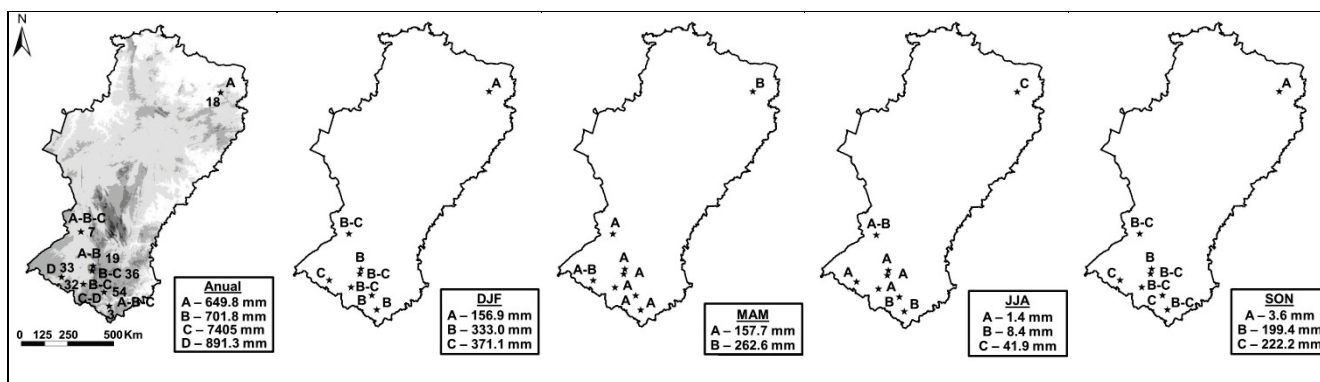 N
A
18
A-B-C
7
A-B 19
D 33
B-C 36
32 B-C
54
C-D A-B-C
3
0 125 250 500 Km
Anual
A – 649.8 mm
B – 701.8 mm
C – 7405 mm
D – 891.3 mm
A
B-C
B
B-C
C
B-C
B B
DJF
A – 156.9 mm
B – 333.0 mm
C – 371.1 mm
B
A
A
A-B A
A
A A
MAM
A – 157.7 mm
B – 262.6 mm
C
A-B
A
A A
A
B B
JJA
A – 1.4 mm
B – 8.4 mm
C – 41.9 mm
A
B-C
B
B-C
C
B-C
C B-C
SON
A – 3.6 mm
B – 199.4 mm
C – 222.2 mm